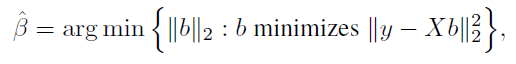 β̂ = arg min { ‖b‖₂ : b minimizes ‖y − Xb‖₂² },